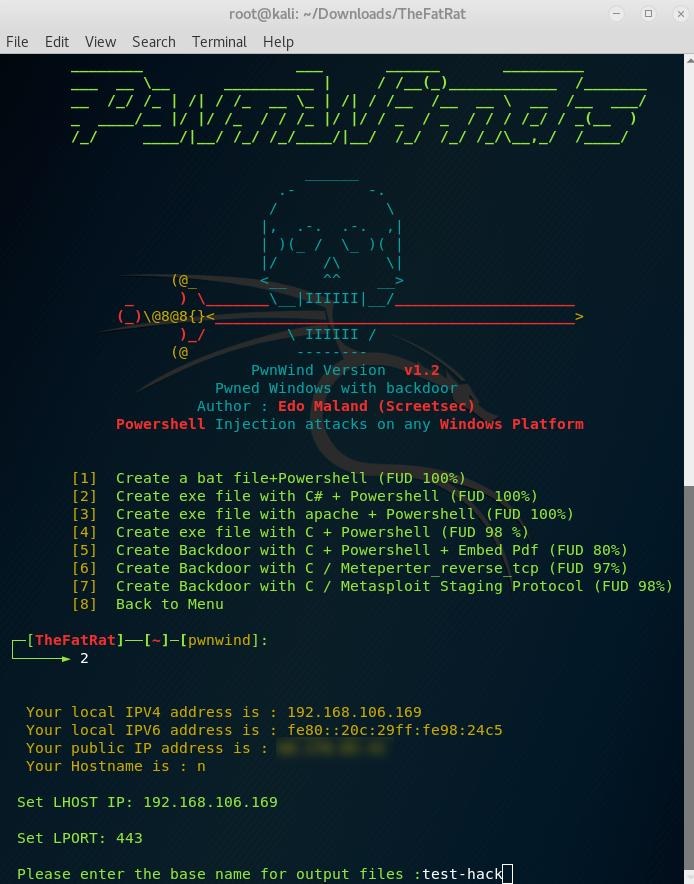 root@kali: ~/Downloads/TheFatRat
File Edit View Search Terminal Help
PwnWind Version v1.2
Pwned Windows with backdoor
Author : Edo Maland (Screetsec)
Powershell Injection attacks on any Windows Platform
[1] Create a bat file+Powershell (FUD 100%)
[2] Create exe file with C# + Powershell (FUD 100%)
[3] Create exe file with apache + Powershell (FUD 100%)
[4] Create exe file with C + Powershell (FUD 98 %)
[5] Create Backdoor with C + Powershell + Embed Pdf (FUD 80%)
[6] Create Backdoor with C / Meteperter_reverse_tcp (FUD 97%)
[7] Create Backdoor with C / Metasploit Staging Protocol (FUD 98%)
[8] Back to Menu
[TheFatRat]──[~]─[pwnwind]:
2
Your local IPV4 address is : 192.168.106.169
Your local IPV6 address is : fe80::20c:29ff:fe98:24c5
Your public IP address is :
Your Hostname is : n
Set LHOST IP: 192.168.106.169
Set LPORT: 443
Please enter the base name for output files :test-hack